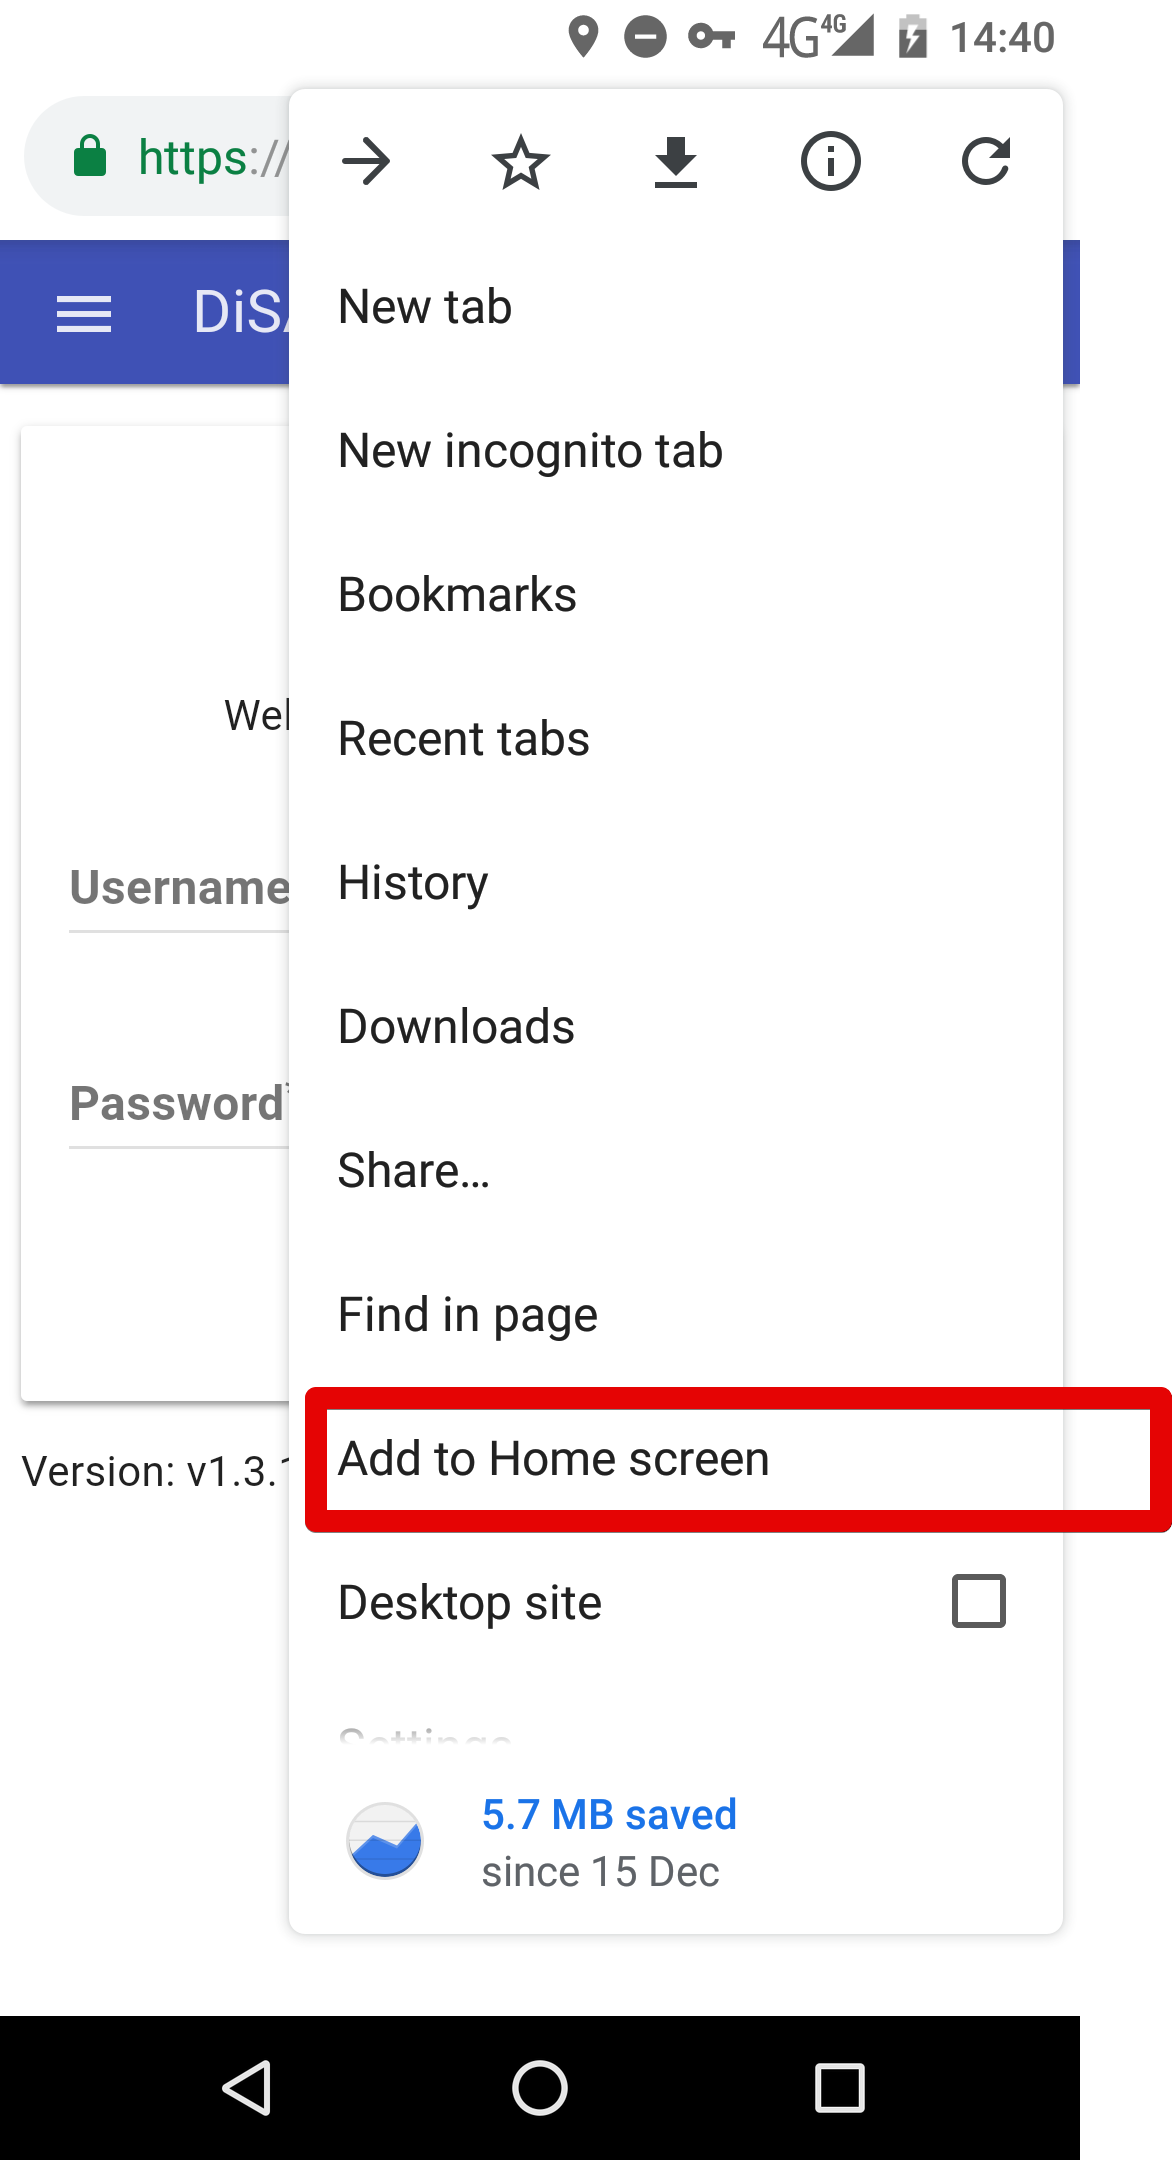 4G 4G 14:40
https://
DiS
New tab
New incognito tab
Bookmarks
Wel
Recent tabs
History
Username
Downloads
Password*
Share...
Find in page
Add to Home screen
Version: v1.3.1
Desktop site
Settings
5.7 MB saved
since 15 Dec